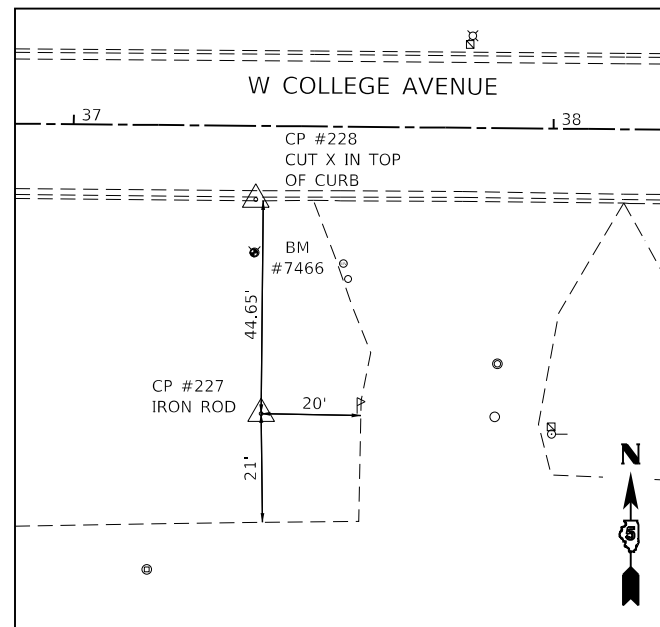 W COLLEGE AVENUE
37
38
CP #228
CUT X IN TOP
OF CURB
BM
#7466
44.65'
CP #227
IRON ROD
20'
21'
N
5